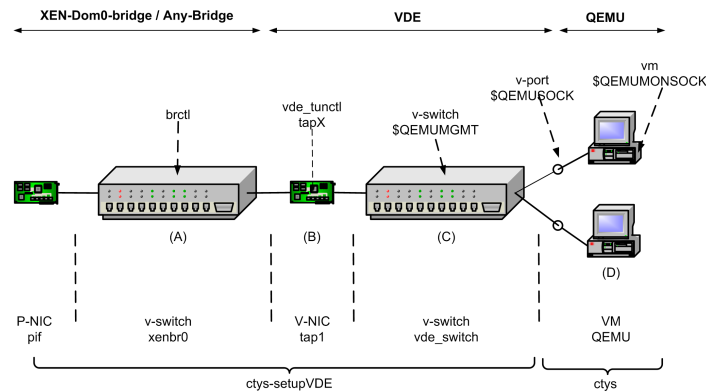 XEN-Dom0-bridge / Any-Bridge
VDE
QEMU
brctl
vde_tunctl
tapX
v-switch
$QEMUMGMT
v-port
$QEMUSOCK
vm
$QEMUMONSOCK
(A)
(B)
(C)
(D)
P-NIC
pif
v-switch
xenbr0
V-NIC
tap1
v-switch
vde_switch
VM
QEMU
ctys-setupVDE
ctys